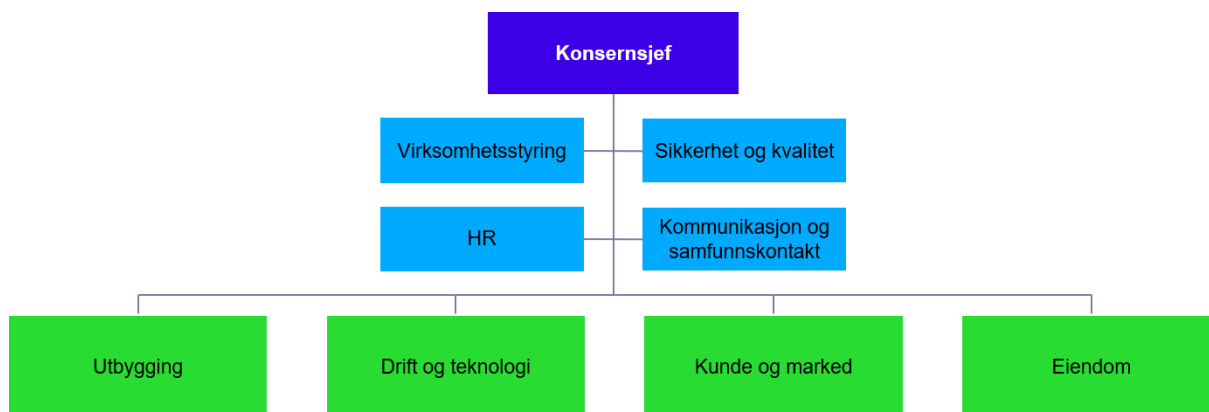 Konsernsjef
Virksomhetsstyring
Sikkerhet og kvalitet
HR
Kommunikasjon og
samfunnskontakt
Utbygging
Drift og teknologi
Kunde og marked
Eiendom